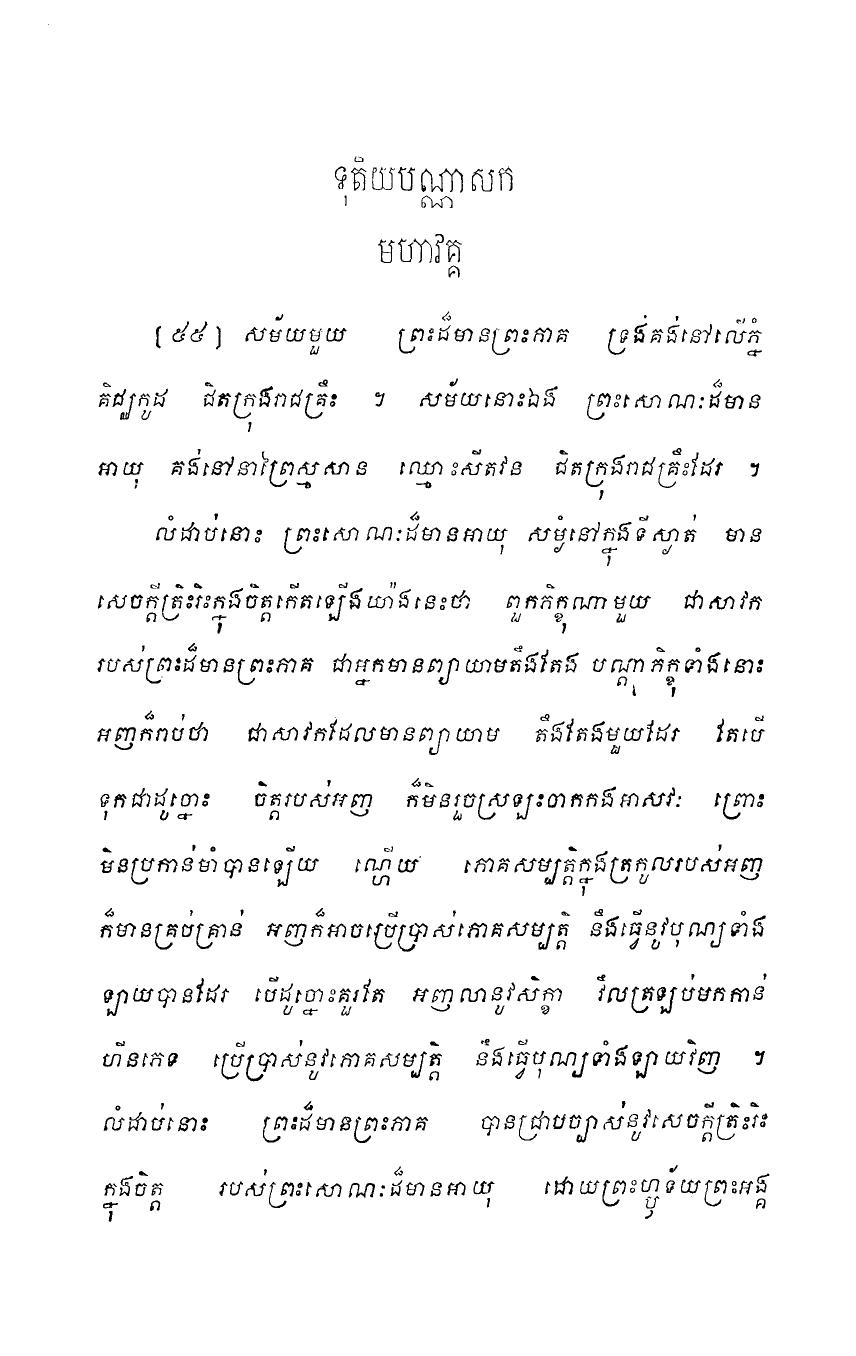 ទុតិយបណ្ណាសក
មហាវគ្គ
[៥៥] សម័យមួយ ព្រះដ៏មានព្រះភាគ ទ្រង់គង់នៅលើភ្នំ
គិជ្ឈកូដ ជិតក្រុងរាជគ្រឹះ ។ សម័យនោះឯង ព្រះសោណៈដ៏មាន
អាយុ គង់នៅនាព្រៃស្មសាន ឈ្មោះសីតវន ជិតក្រុងរាជគ្រឹះដែរ ។
លំដាប់នោះ ព្រះសោណៈដ៏មានអាយុ សម្ងំនៅក្នុងទីស្ងាត់ មាន
សេចក្តីត្រិះរិះក្នុងចិត្តកើតឡើងយ៉ាងនេះថា ពួកភិក្ខុណាមួយ ជាសាវក
របស់ព្រះដ៏មានព្រះភាគ ជាអ្នកមានព្យាយាមតឹងតែង បណ្តាភិក្ខុទាំងនោះ
អញក៏រាប់ថា ជាសាវកដែលមានព្យាយាម តឹងតែងមួយដែរ តែបើ
ទុកជាដូច្នោះ ចិត្តរបស់អញ ក៏មិនរួចស្រឡះចាកកងអាសវៈ ព្រោះ
មិនប្រកាន់មាំបានឡើយ ណ្ហើយ ភោគសម្បត្តិក្នុងត្រកូលរបស់អញ
ក៏មានគ្រប់គ្រាន់ អញក៏អាចប្រើប្រាស់ភោគសម្បត្តិ នឹងធ្វើនូវបុណ្យទាំង
ឡាយបានដែរ បើដូច្នោះគួរតែ អញលានូវសិក្ខា វិលត្រឡប់មកកាន់
ហីនភេទ ប្រើប្រាស់នូវភោគសម្បត្តិ នឹងធ្វើបុណ្យទាំងឡាយវិញ ។
លំដាប់នោះ ព្រះដ៏មានព្រះភាគ បានជ្រាបច្បាស់នូវសេចក្តីត្រិះរិះ
ក្នុងចិត្ត របស់ព្រះសោណៈដ៏មានអាយុ ដោយព្រះហ្ឫទ័យព្រះអង្គ